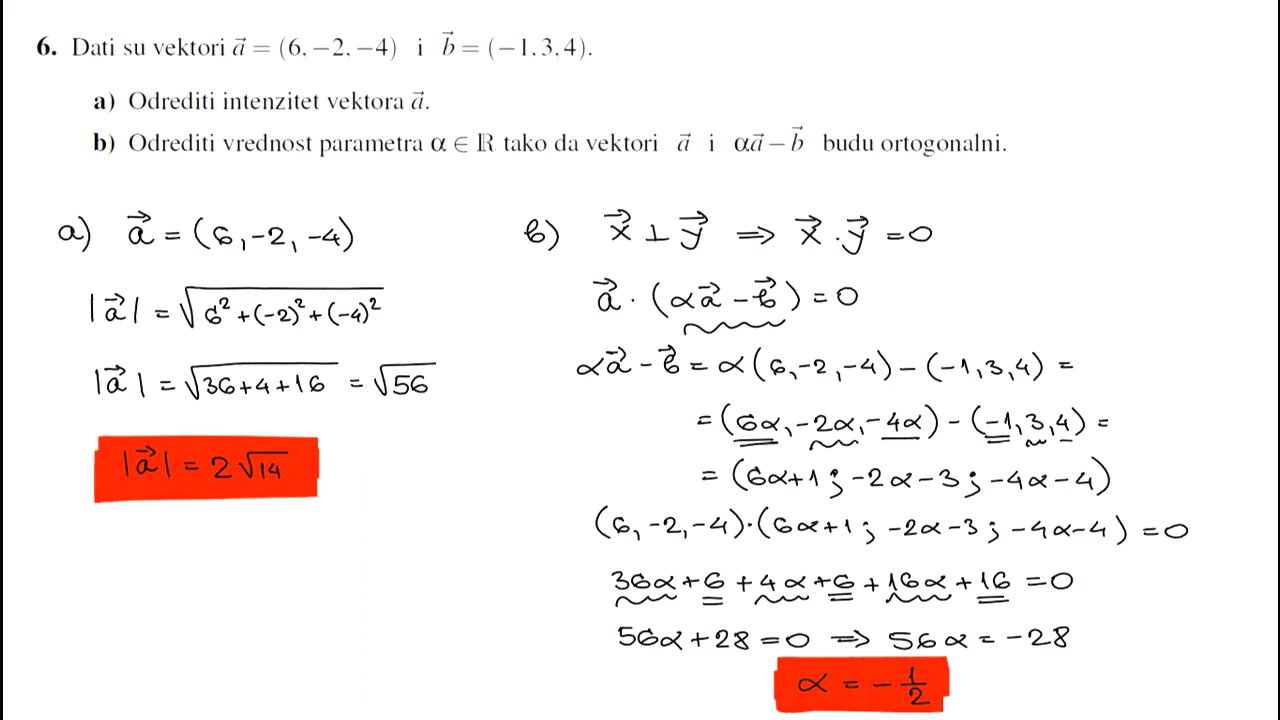 6. Dati su vektori a⃗ = (6,−2,−4) i b⃗ = (−1,3,4).
a) Odrediti intenzitet vektora a⃗.
b) Odrediti vrednost parametra α ∈ ℝ tako da vektori a⃗ i αa⃗ − b⃗ budu ortogonalni.
a) a⃗ = (6,-2,-4)
|a⃗| = √(6²+(-2)²+(-4)²)
|a⃗| = √(36+4+16) = √56
|a⃗| = 2√14
b) x⃗ ⊥ y⃗ ⇒ x⃗ · y⃗ = 0
a⃗ · (αa⃗ − b⃗) = 0
αa⃗ − b⃗ = α(6,-2,-4) − (-1,3,4) =
= (6α,-2α,-4α) − (-1,3,4) =
= (6α+1; -2α-3; -4α-4)
(6,-2,-4)·(6α+1; -2α-3; -4α-4) = 0
36α+6+4α+6+16α+16 = 0
56α+28 = 0 ⇒ 56α = -28
α = -1/2